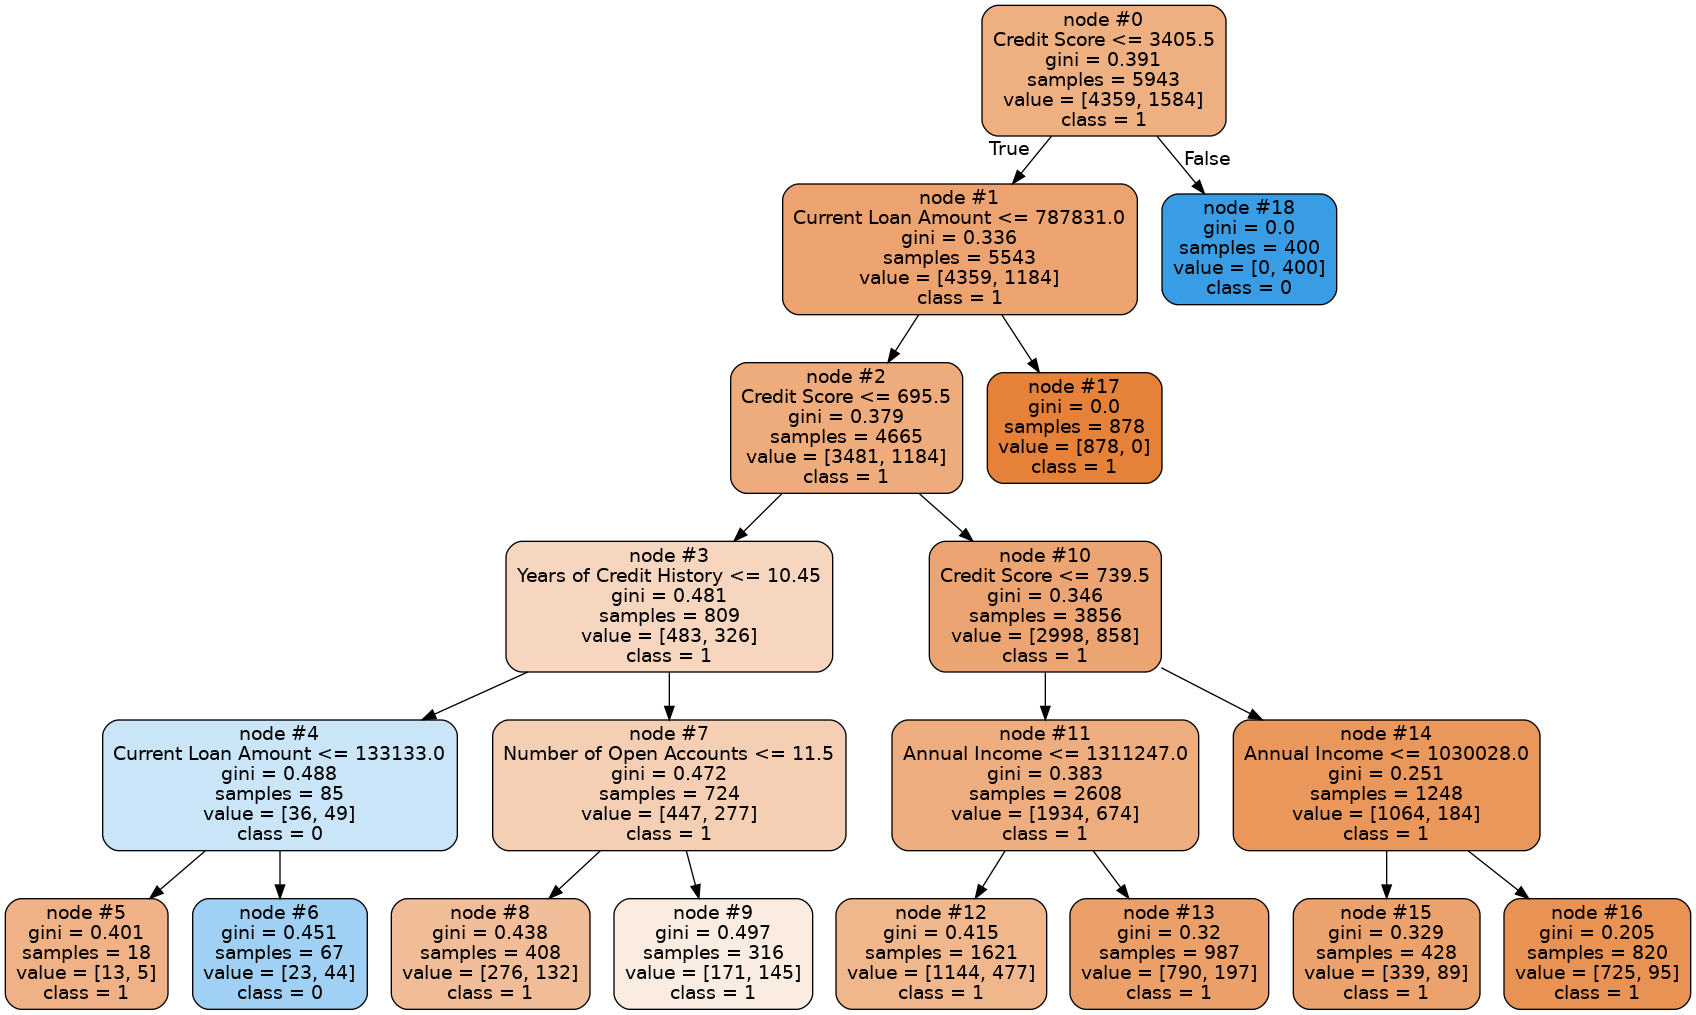 node #0
Credit Score <= 3405.5
gini = 0.391
samples = 5943
value = [4359, 1584]
class = 1
True
False
node #1
Current Loan Amount <= 787831.0
gini = 0.336
samples = 5543
value = [4359, 1184]
class = 1
node #18
gini = 0.0
samples = 400
value = [0, 400]
class = 0
node #2
Credit Score <= 695.5
gini = 0.379
samples = 4665
value = [3481, 1184]
class = 1
node #17
gini = 0.0
samples = 878
value = [878, 0]
class = 1
node #3
Years of Credit History <= 10.45
gini = 0.481
samples = 809
value = [483, 326]
class = 1
node #10
Credit Score <= 739.5
gini = 0.346
samples = 3856
value = [2998, 858]
class = 1
node #4
Current Loan Amount <= 133133.0
gini = 0.488
samples = 85
value = [36, 49]
class = 0
node #7
Number of Open Accounts <= 11.5
gini = 0.472
samples = 724
value = [447, 277]
class = 1
node #11
Annual Income <= 1311247.0
gini = 0.383
samples = 2608
value = [1934, 674]
class = 1
node #14
Annual Income <= 1030028.0
gini = 0.251
samples = 1248
value = [1064, 184]
class = 1
node #5
gini = 0.401
samples = 18
value = [13, 5]
class = 1
node #6
gini = 0.451
samples = 67
value = [23, 44]
class = 0
node #8
gini = 0.438
samples = 408
value = [276, 132]
class = 1
node #9
gini = 0.497
samples = 316
value = [171, 145]
class = 1
node #12
gini = 0.415
samples = 1621
value = [1144, 477]
class = 1
node #13
gini = 0.32
samples = 987
value = [790, 197]
class = 1
node #15
gini = 0.329
samples = 428
value = [339, 89]
class = 1
node #16
gini = 0.205
samples = 820
value = [725, 95]
class = 1